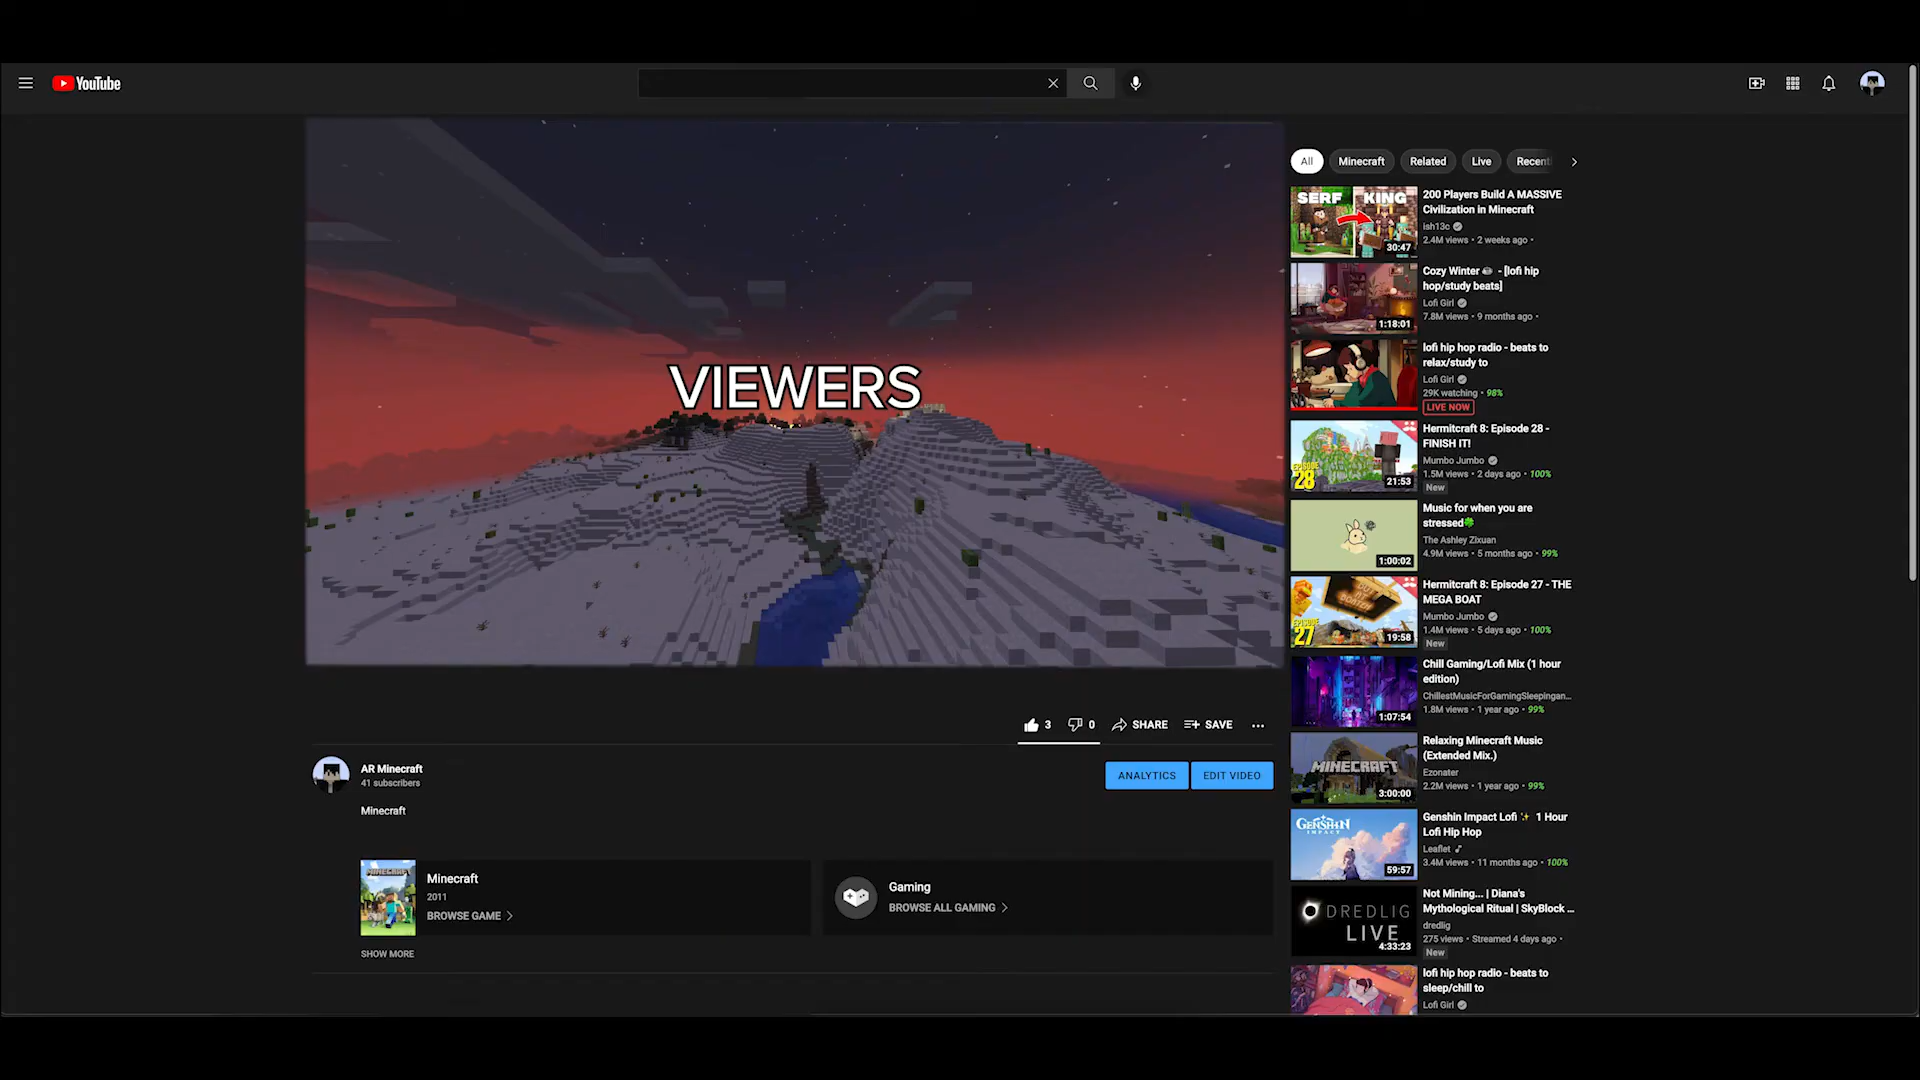 YouTube
VIEWERS
3
0
SHARE
SAVE
AR Minecraft
41 subscribers
ANALYTICS
EDIT VIDEO
Minecraft
MINECRAFT
Minecraft
2011
BROWSE GAME
Gaming
BROWSE ALL GAMING
SHOW MORE
All
Minecraft
Related
Live
Recent
SERF KING
30:47
200 Players Build A MASSIVE
Civilization in Minecraft
ish13c
2.4M views • 2 weeks ago •
1:18:01
Cozy Winter ☕ - [lofi hip
hop/study beats]
Lofi Girl
7.8M views • 9 months ago •
lofi hip hop radio - beats to
relax/study to
Lofi Girl
29K watching • 98%
LIVE NOW
EPISODE
28
21:53
Hermitcraft 8: Episode 28 -
FINISH IT!
Mumbo Jumbo
1.5M views • 2 days ago • 100%
New
1:00:02
Music for when you are
stressed🍀
The Ashley Zixuan
4.9M views • 5 months ago • 99%
EPISODE
27
19:58
Hermitcraft 8: Episode 27 - THE
MEGA BOAT
Mumbo Jumbo
1.4M views • 5 days ago • 100%
New
1:07:54
Chill Gaming/Lofi Mix (1 hour
edition)
ChillestMusicForGamingSleepingan...
1.8M views • 1 year ago • 99%
MINECRAFT
3:00:00
Relaxing Minecraft Music
(Extended Mix.)
Ezonater
2.2M views • 1 year ago • 99%
GENSHIN
IMPACT
59:57
Genshin Impact Lofi ✨ 1 Hour
Lofi Hip Hop
Leaflet
3.4M views • 11 months ago • 100%
DREDLIG
LIVE
4:33:23
Not Mining... | Diana's
Mythological Ritual | SkyBlock ...
dredlig
275 views • Streamed 4 days ago •
New
lofi hip hop radio - beats to
sleep/chill to
Lofi Girl